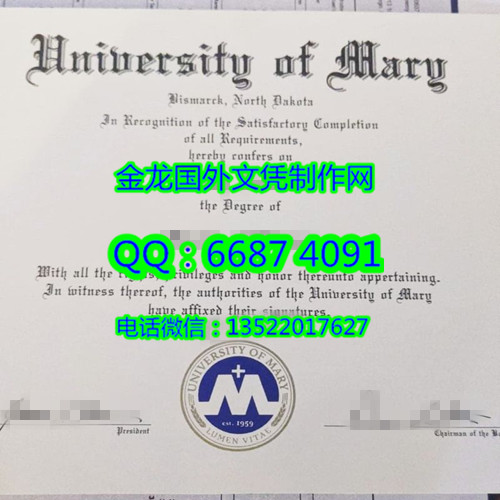 University of Mary
Bismarck, North Dakota
In Recognition of the Satisfactory Completion
of all Requirements,
hereby confers on
金龙国外文凭制作网
the Degree of
QQ：6687 4091
With all the rights, privileges and honor thereunto appertaining.
In witness thereof, the authorities of the University of Mary
have affixed their signatures.
电话微信：13522017627
UNIVERSITY OF MARY
EST. 1959
LUMEN VITAE
President
Chairman of the